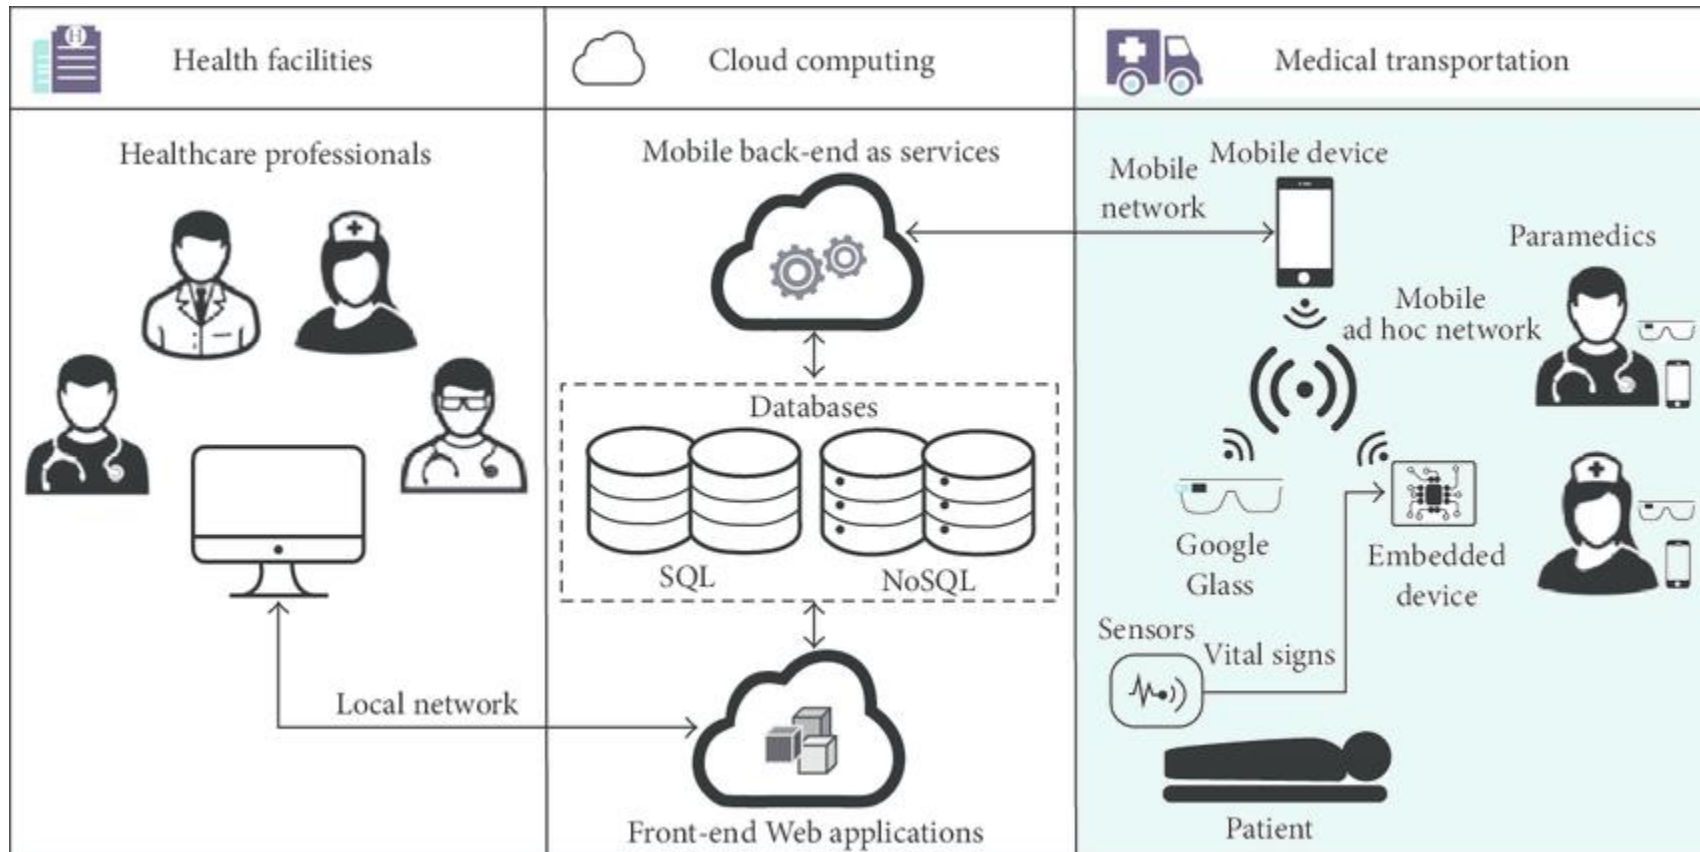 H
Health facilities
Cloud computing
Medical transportation
Healthcare professionals
Mobile back-end as services
Databases
SQL
NoSQL
Local network
Front-end Web applications
Mobile
network
Mobile device
Paramedics
Mobile
ad hoc network
Google
Glass
Embedded
device
Sensors
Vital signs
Patient